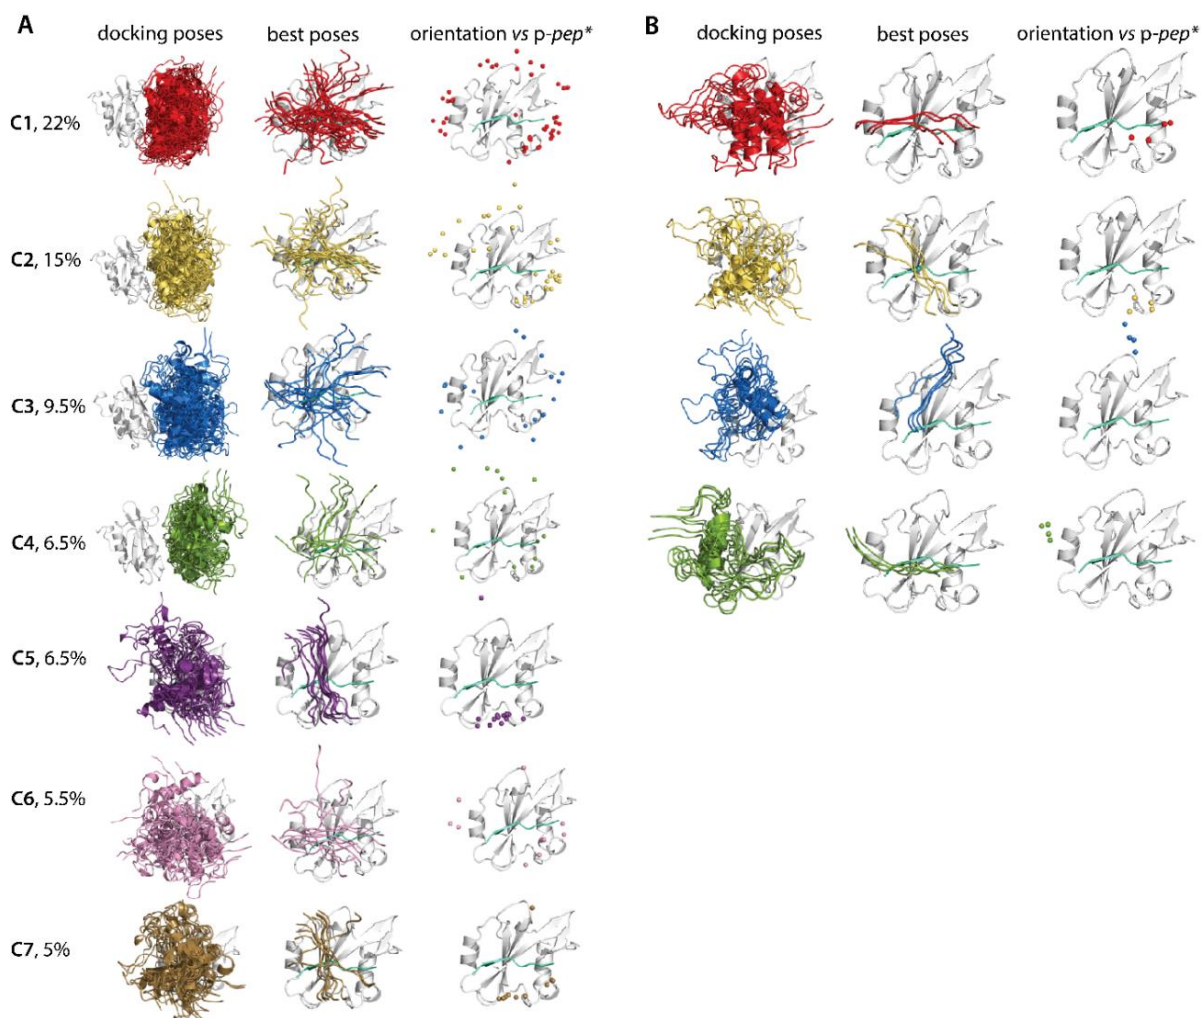 A
docking poses best poses orientation vs p-pep*
B
docking poses best poses orientation vs p-pep*
C1, 22%
C2, 15%
C3, 9.5%
C4, 6.5%
C5, 6.5%
C6, 5.5%
C7, 5%